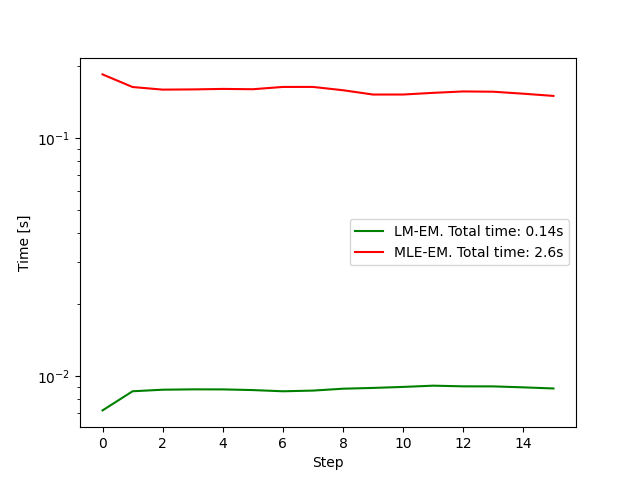 10⁻¹
10⁻²
Time [s]
LM-EM. Total time: 0.14s
MLE-EM. Total time: 2.6s
0 2 4 6 8 10 12 14
Step